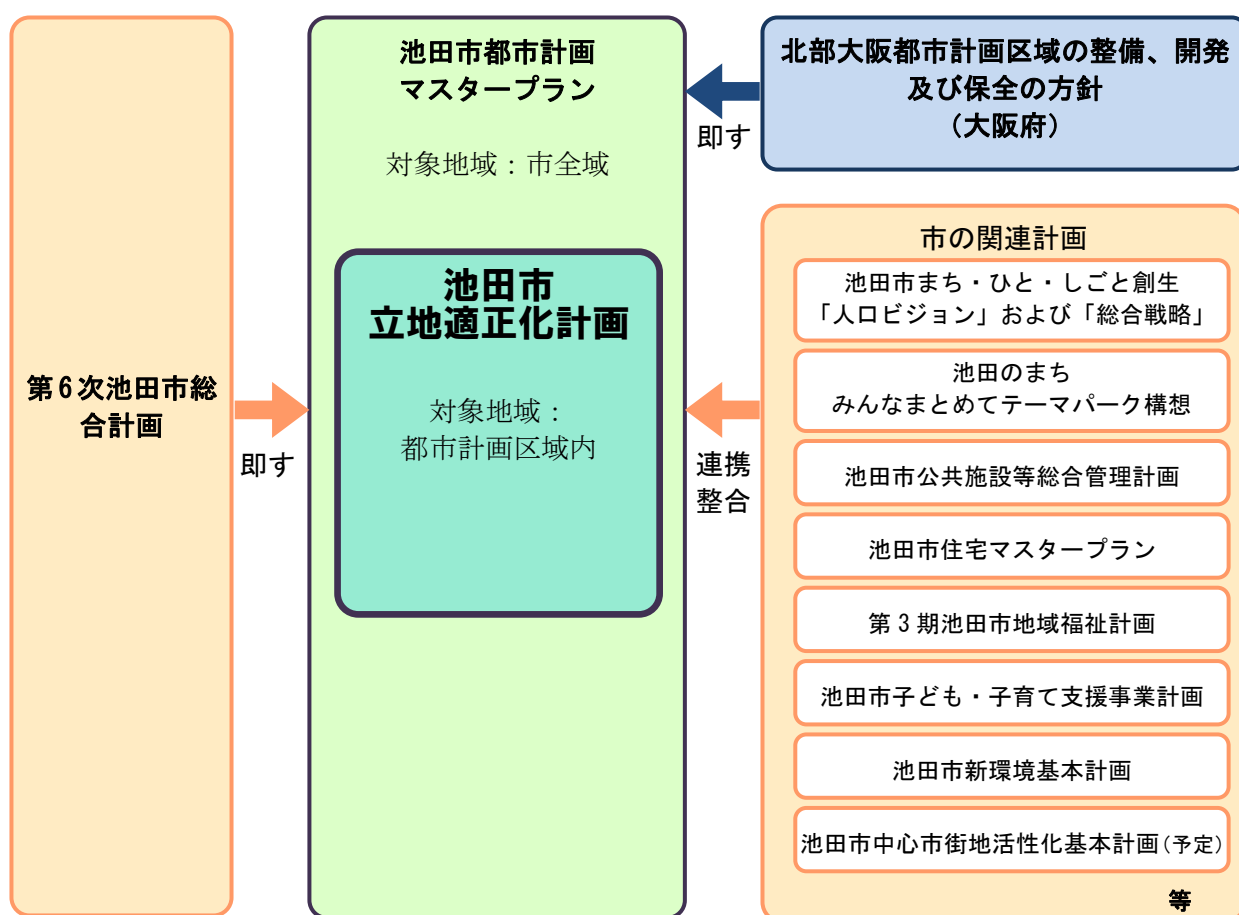 第6次池田市総
合計画
即す
池田市都市計画
マスタープラン
対象地域：市全域
池田市
立地適正化計画
対象地域：
都市計画区域内
即す
北部大阪都市計画区域の整備、開発
及び保全の方針
（大阪府）
連携
整合
市の関連計画
池田市まち・ひと・しごと創生
「人口ビジョン」および「総合戦略」
池田のまち
みんなまとめてテーマパーク構想
池田市公共施設等総合管理計画
池田市住宅マスタープラン
第3期池田市地域福祉計画
池田市子ども・子育て支援事業計画
池田市新環境基本計画
池田市中心市街地活性化基本計画（予定）
等